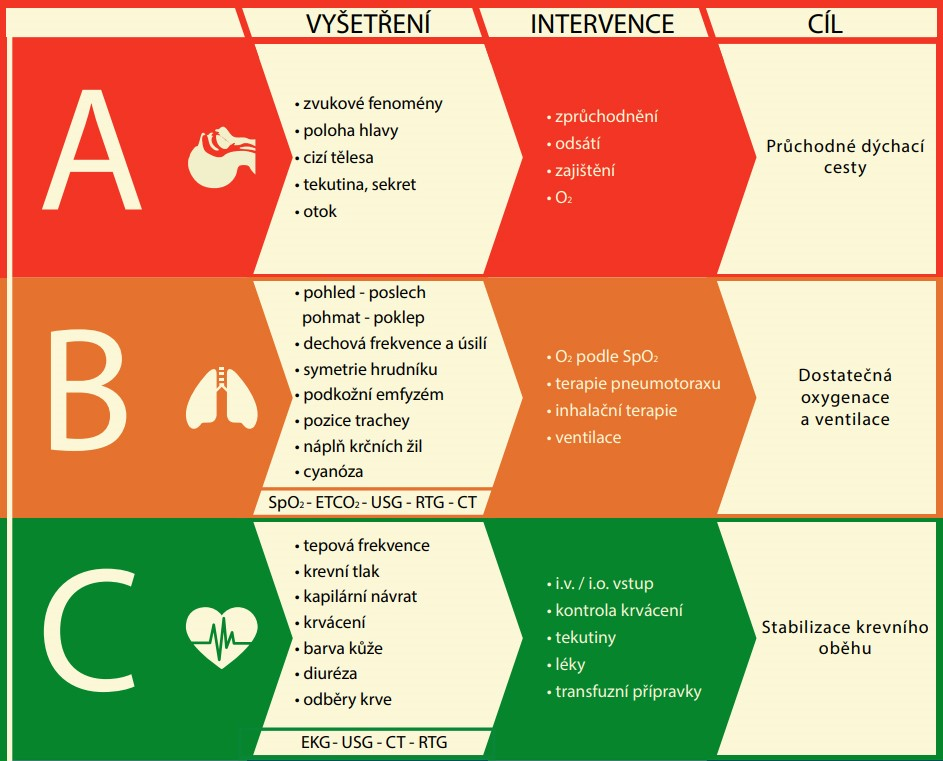 VYŠETŘENÍ INTERVENCE CÍL
A
• zvukové fenomény
• poloha hlavy
• cizí tělesa
• tekutina, sekret
• otok
• zprůchodnění
• odsátí
• zajištění
• O₂
Průchodné dýchací
cesty
B
• pohled - poslech
pohmat - poklep
• dechová frekvence a úsilí
• symetrie hrudníku
• podkožní emfyzém
• pozice trachey
• náplň krčních žil
• cyanóza
SpO₂ - ETCO₂ - USG - RTG - CT
• O₂ podle SpO₂
• terapie pneumotoraxu
• inhalační terapie
• ventilace
Dostatečná
oxygenace
a ventilace
C
• tepová frekvence
• krevní tlak
• kapilární návrat
• krvácení
• barva kůže
• diuréza
• odběry krve
EKG - USG - CT - RTG
• i.v. / i.o. vstup
• kontrola krvácení
• tekutiny
• léky
• transfuzní přípravky
Stabilizace krevního
oběhu